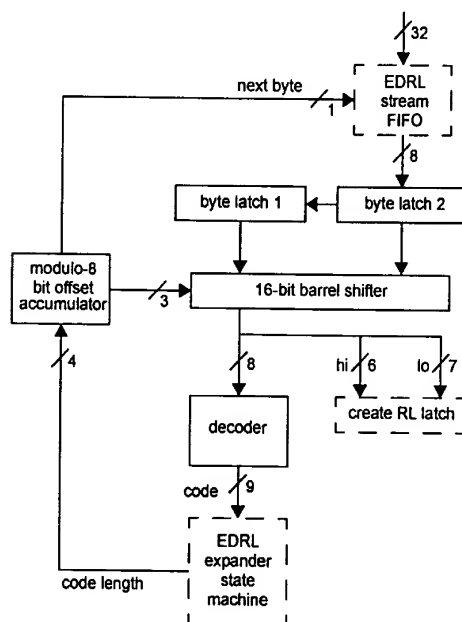 32
EDRL
stream
FIFO
next byte
1
8
byte latch 1
byte latch 2
modulo-8
bit offset
accumulator
3
16-bit barrel shifter
4
8
hi 6
lo 7
decoder
create RL latch
code 9
EDRL
expander
state
machine
code length